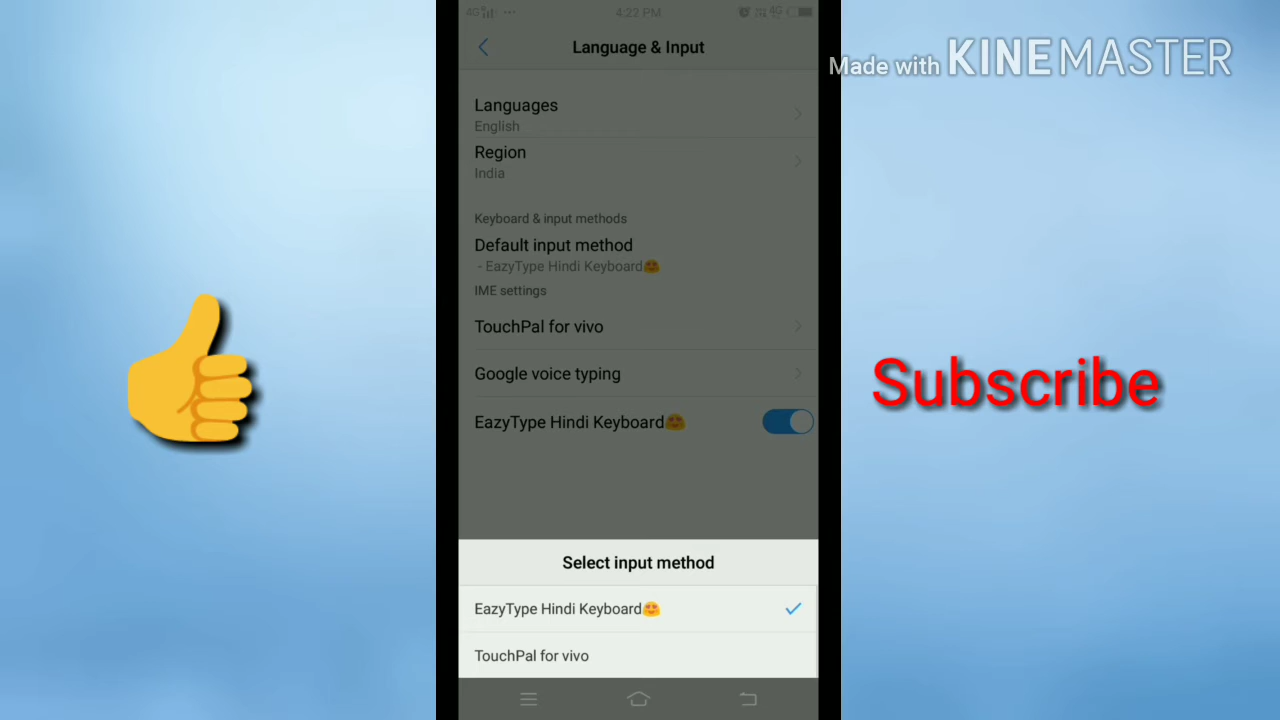 4G
4:22 PM
4G
Language & Input
Made with KINEMASTER
Languages
English
Region
India
Keyboard & input methods
Default input method
- EazyType Hindi Keyboard😍
IME settings
TouchPal for vivo
Google voice typing
EazyType Hindi Keyboard😍
Subscribe
Select input method
EazyType Hindi Keyboard😍
TouchPal for vivo